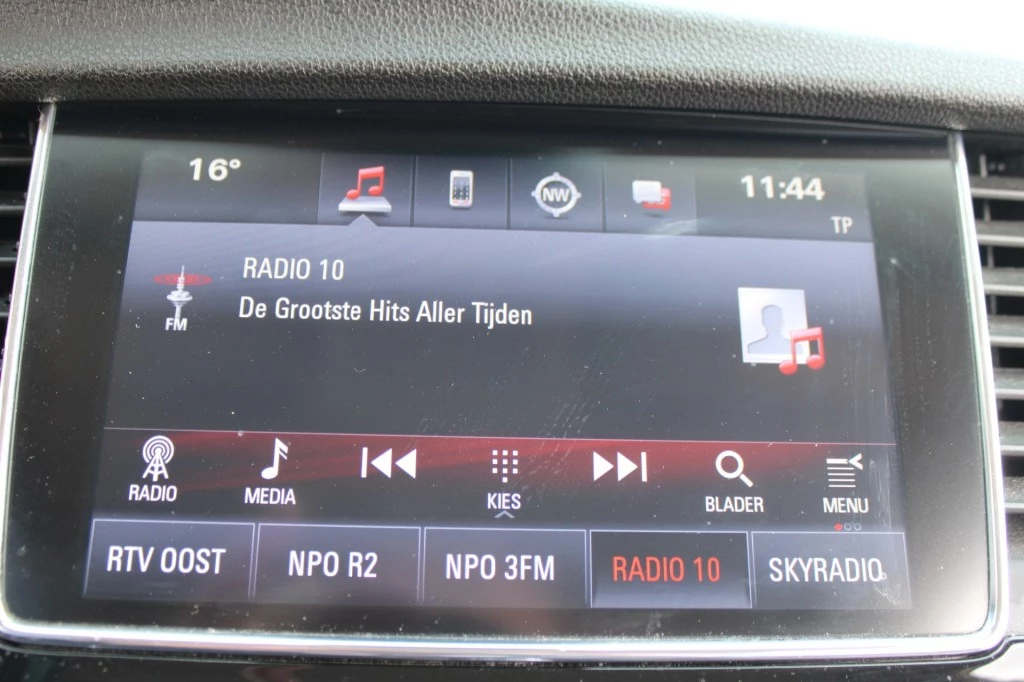 16°
NW
11:44
TP
RADIO 10
De Grootste Hits Aller Tijden
FM
RADIO
MEDIA
KIES
BLADER
MENU
RTV OOST
NPO R2
NPO 3FM
RADIO 10
SKYRADIO